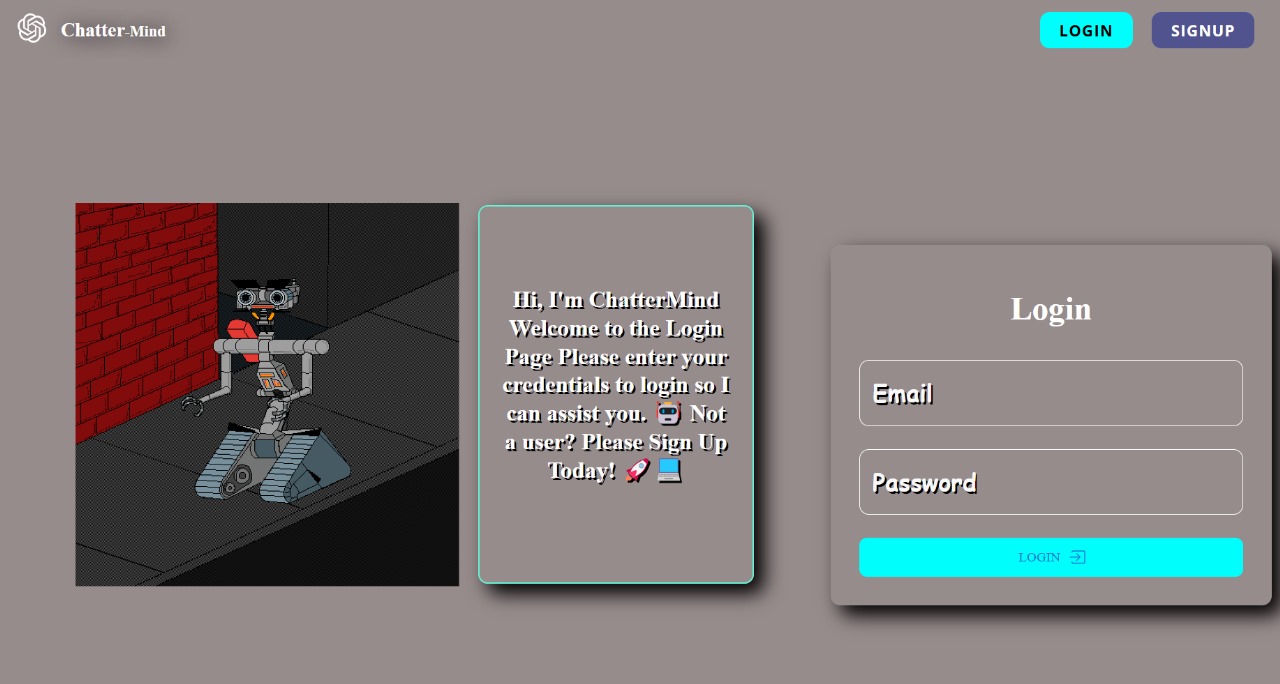 Chatter-Mind
LOGIN
SIGNUP
Hi, I'm ChatterMind
Welcome to the Login
Page Please enter your
credentials to login so I
can assist you. 🤖 Not
a user? Please Sign Up
Today! 🚀 💻
Login
Email
Password
LOGIN